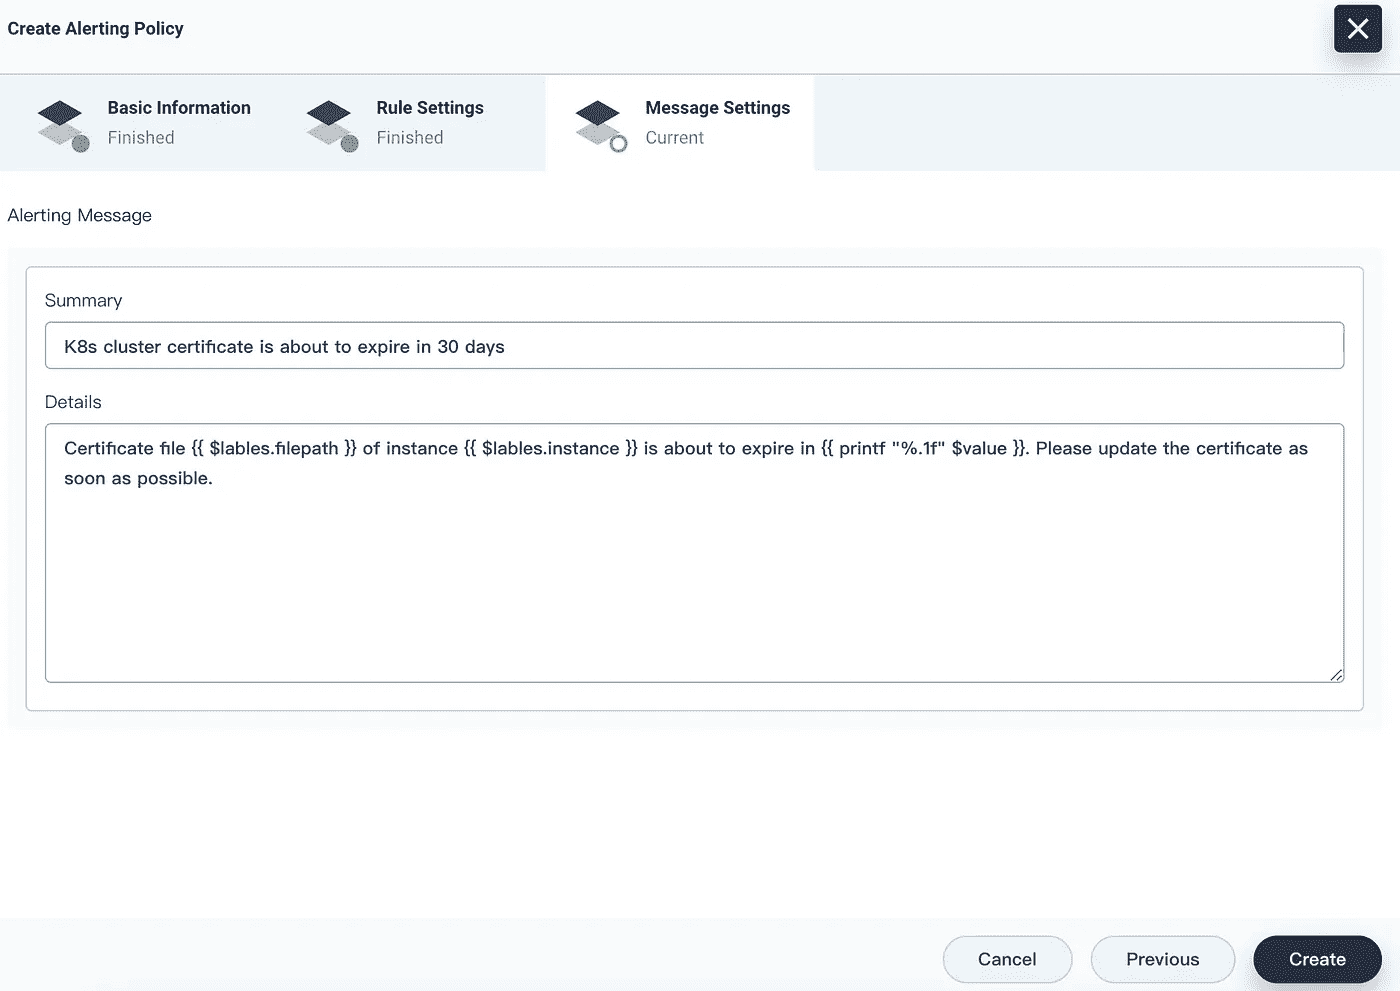 Create Alerting Policy
Basic Information
Finished
Rule Settings
Finished
Message Settings
Current
Alerting Message
Summary
K8s cluster certificate is about to expire in 30 days
Details
Certificate file {{ $lables.filepath }} of instance {{ $lables.instance }} is about to expire in {{ printf "%.1f" $value }}. Please update the certificate as
soon as possible.
Cancel
Previous
Create